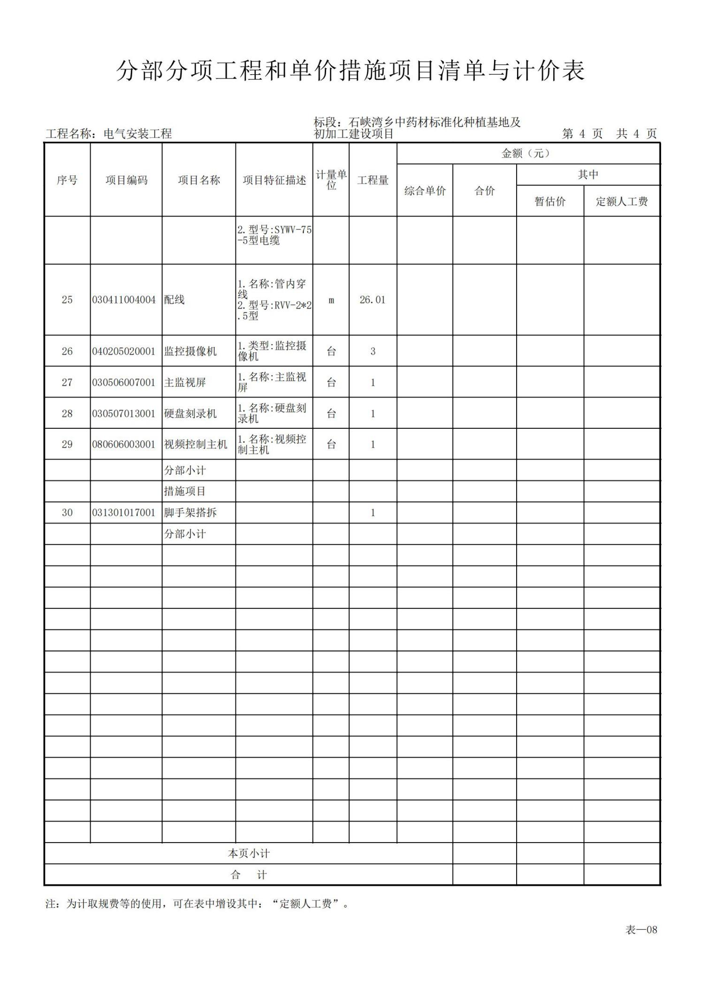 分部分项工程和单价措施项目清单与计价表
标段：石峡湾乡中药材标准化种植基地及
工程名称：电气安装工程 初加工建设项目 第 4 页 共 4 页
序号 项目编码 项目名称 项目特征描述 计量单位 工程量 金额（元）
综合单价 合价 其中
暂估价 定额人工费
2.型号:SYWV-75
-5型电缆
1.名称:管内穿
线
25 030411004004 配线 m 26.01
2.型号:RVV-2*2
.5型
26 040205020001 监控摄像机 1.类型:监控摄
像机 台 3
27 030506007001 主监视屏 1.名称:主监视
屏 台 1
28 030507013001 硬盘刻录机 1.名称:硬盘刻
录机 台 1
29 080606003001 视频控制主机 1.名称:视频控
制主机 台 1
分部小计
措施项目
30 031301017001 脚手架搭拆 1
分部小计
本页小计
合 计
注：为计取规费等的使用，可在表中增设其中：“定额人工费”。
表—08